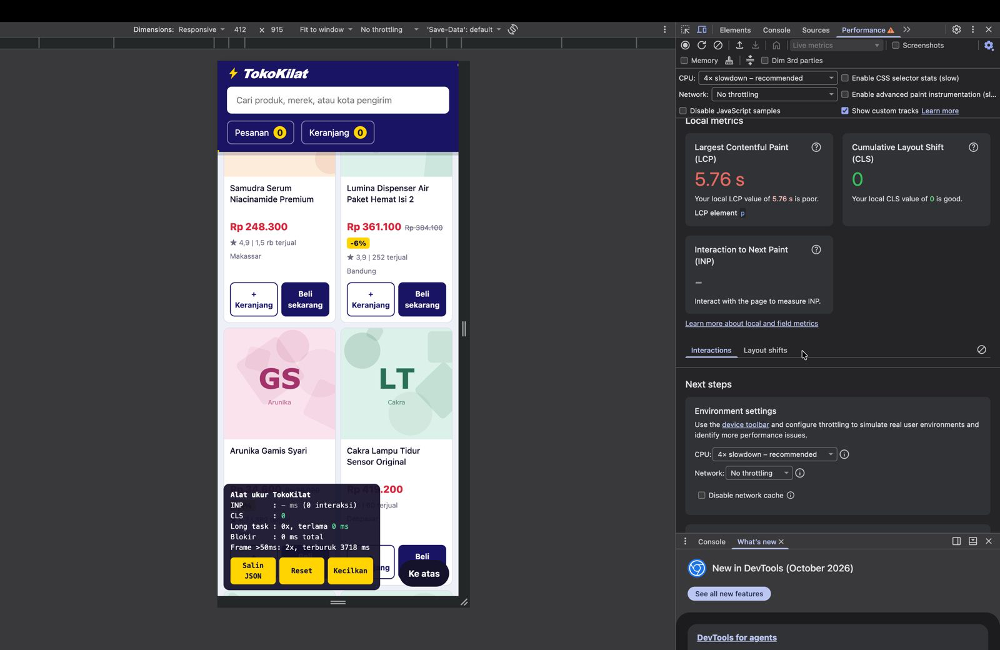 Dimensions: Responsive 412 × 915 Fit to window No throttling 'Save-Data': default
TokoKilat
Cari produk, merek, atau kota pengirim
Pesanan 0
Keranjang 0
Samudra Serum
Niacinamide Premium
Rp 248.300
★ 4,9 | 1,5 rb terjual
Makassar
+
Keranjang
Beli
sekarang
Lumina Dispenser Air
Paket Hemat Isi 2
Rp 361.100 Rp 384.100
-6%
★ 3,9 | 252 terjual
Bandung
+
Keranjang
Beli
sekarang
GS
Arunika
Arunika Gamis Syari
LT
Cakra
Cakra Lampu Tidur
Sensor Original
.200
erjual
ng
Beli
Ke atas
Alat ukur TokoKilat
INP : – ms (0 interaksi)
CLS : 0
Long task : 0x, terlama 0 ms
Blokir : 0 ms total
Frame >50ms: 2x, terburuk 3718 ms
Salin
JSON
Reset
Kecilkan
Elements Console Sources Performance
Live metrics
Screenshots
Memory
Dim 3rd parties
CPU: 4× slowdown – recommended
Enable CSS selector stats (slow)
Network: No throttling
Enable advanced paint instrumentation (sl...
Disable JavaScript samples
Show custom tracks Learn more
Local metrics
Largest Contentful Paint
(LCP)
5.76 s
Your local LCP value of 5.76 s is poor.
LCP element p
Cumulative Layout Shift
(CLS)
0
Your local CLS value of 0 is good.
Interaction to Next Paint
(INP)
–
Interact with the page to measure INP.
Learn more about local and field metrics
Interactions Layout shifts
Next steps
Environment settings
Use the device toolbar and configure throttling to simulate real user environments and
identify more performance issues.
CPU: 4× slowdown – recommended
Network: No throttling
Disable network cache
Console What's new
New in DevTools (October 2026)
See all new features
DevTools for agents